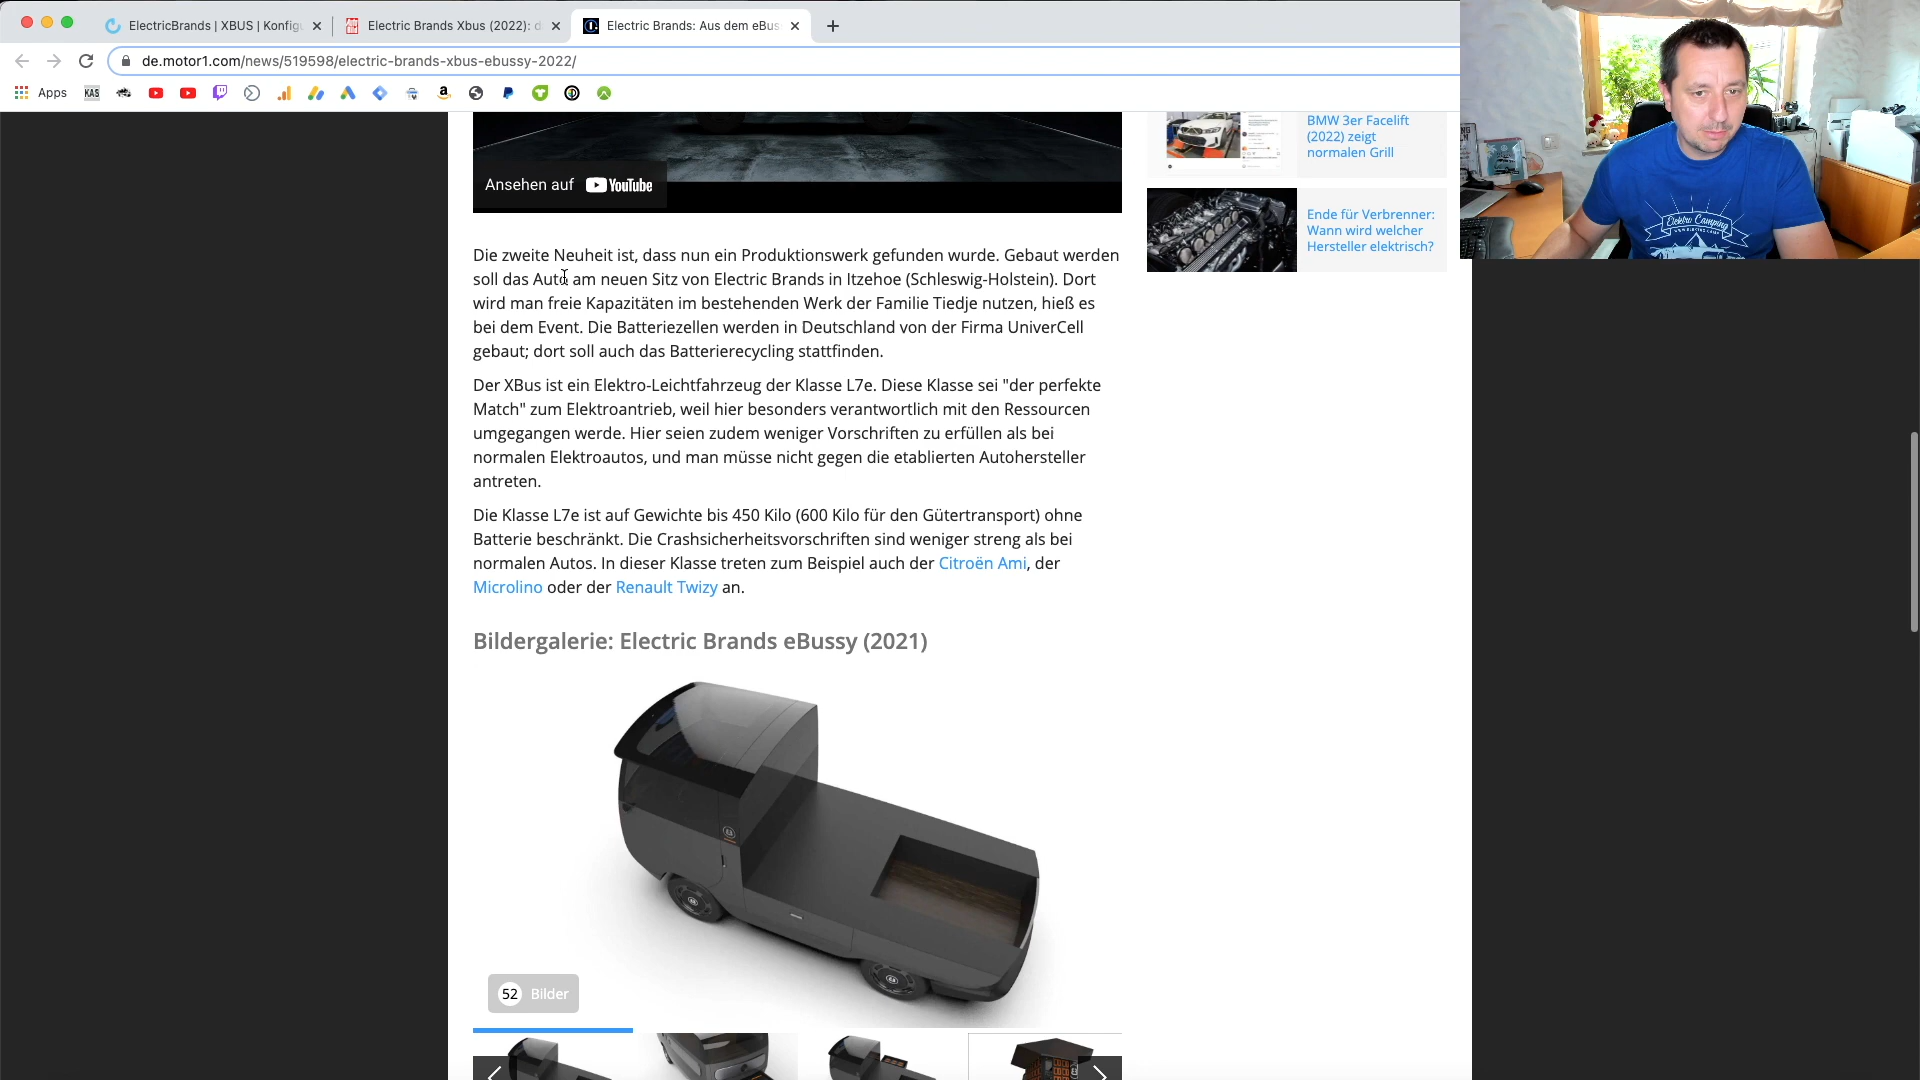 ElectricBrands | XBUS | Konfig
Electric Brands Xbus (2022): d
Electric Brands: Aus dem eBus
de.motor1.com/news/519598/electric-brands-xbus-ebussy-2022/
Apps
KAS
Ansehen auf YouTube
BMW 3er Facelift
(2022) zeigt
normalen Grill
Ende für Verbrenner:
Wann wird welcher
Hersteller elektrisch?
Elektro Camping
Die zweite Neuheit ist, dass nun ein Produktionswerk gefunden wurde. Gebaut werden
soll das Auto am neuen Sitz von Electric Brands in Itzehoe (Schleswig-Holstein). Dort
wird man freie Kapazitäten im bestehenden Werk der Familie Tiedje nutzen, hieß es
bei dem Event. Die Batteriezellen werden in Deutschland von der Firma UniverCell
gebaut; dort soll auch das Batterierecycling stattfinden.
Der XBus ist ein Elektro-Leichtfahrzeug der Klasse L7e. Diese Klasse sei "der perfekte
Match" zum Elektroantrieb, weil hier besonders verantwortlich mit den Ressourcen
umgegangen werde. Hier seien zudem weniger Vorschriften zu erfüllen als bei
normalen Elektroautos, und man müsse nicht gegen die etablierten Autohersteller
antreten.
Die Klasse L7e ist auf Gewichte bis 450 Kilo (600 Kilo für den Gütertransport) ohne
Batterie beschränkt. Die Crashsicherheitsvorschriften sind weniger streng als bei
normalen Autos. In dieser Klasse treten zum Beispiel auch der Citroën Ami, der
Microlino oder der Renault Twizy an.
Bildergalerie: Electric Brands eBussy (2021)
52 Bilder